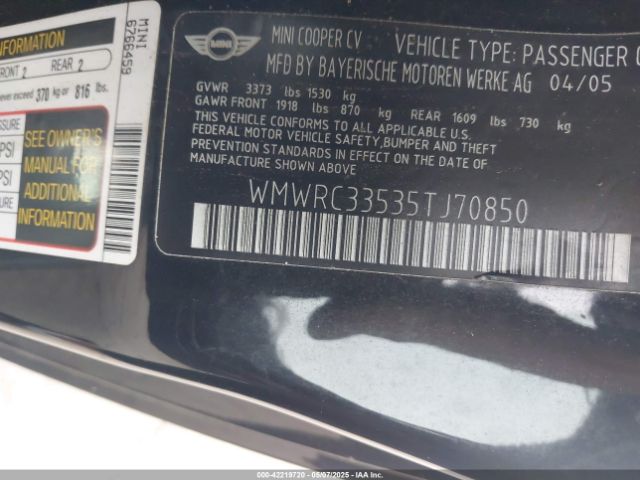 INFORMATION
FRONT 2 REAR 2
never exceed 370 kg or 816 lbs.
PSI
PSI
SEE OWNER'S
MANUAL FOR
ADDITIONAL
INFORMATION
MINI
6766459
MINI
MINI COOPER CV VEHICLE TYPE: PASSENGER
MFD BY BAYERISCHE MOTOREN WERKE AG 04/05
GVWR 3373 lbs 1530 kg
GAWR FRONT 1918 lbs 870 kg REAR 1609 lbs 730 kg
THIS VEHICLE CONFORMS TO ALL APPLICABLE U.S.
FEDERAL MOTOR VEHICLE SAFETY, BUMPER AND THEFT
PREVENTION STANDARDS IN EFFECT ON THE DATE OF
MANUFACTURE SHOWN ABOVE
WMWRC33535TJ70850
000-42219720 - 05/07/2025 - IAA Inc.